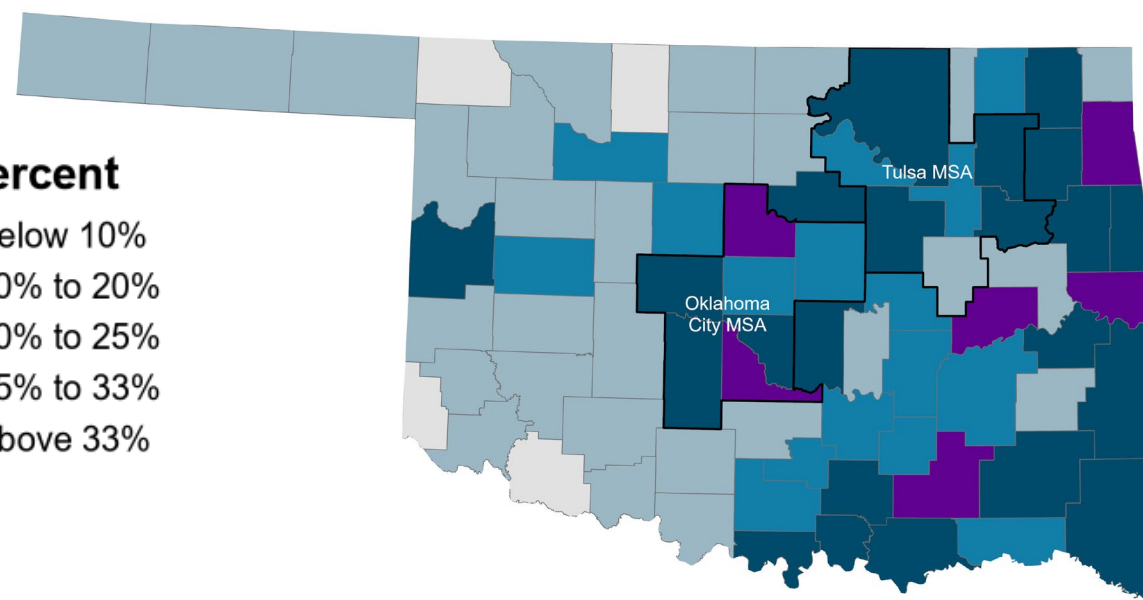 ercent
elow 10%
0% to 20%
0% to 25%
5% to 33%
bove 33%
Tulsa MSA
Oklahoma
City MSA